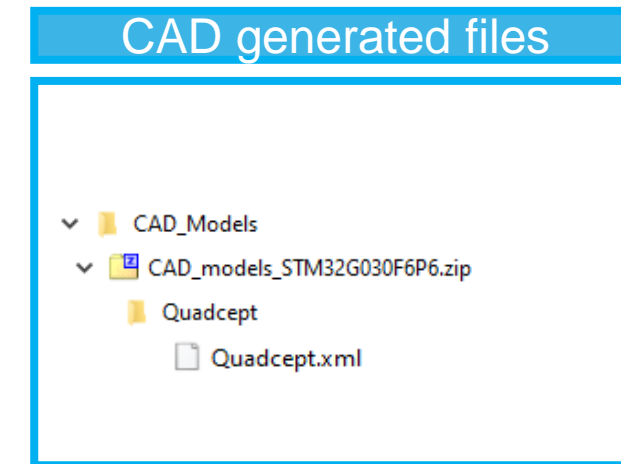 CAD generated files
CAD_Models
CAD_models_STM32G030F6P6.zip
Quadcept
Quadcept.xml